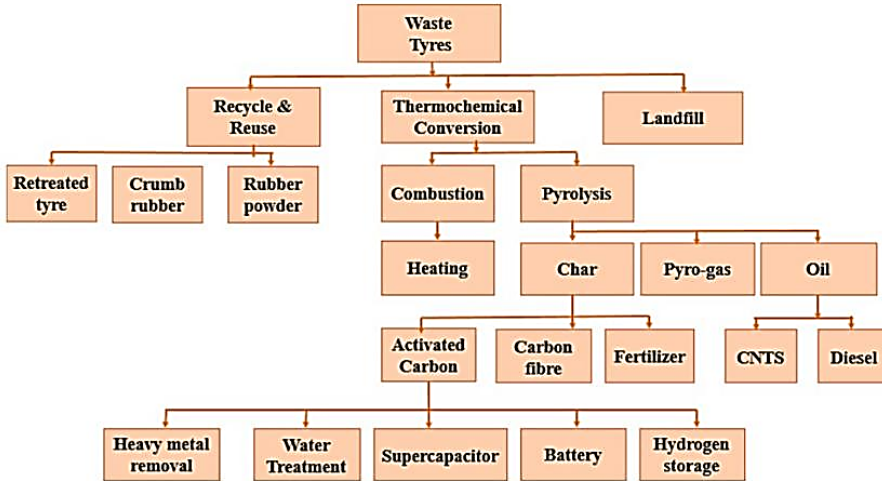 Waste
Tyres
Recycle &
Reuse
Thermochemical
Conversion
Landfill
Retreated
tyre
Crumb
rubber
Rubber
powder
Combustion
Pyrolysis
Heating
Char
Pyro-gas
Oil
Activated
Carbon
Carbon
fibre
Fertilizer
CNTS
Diesel
Heavy metal
removal
Water
Treatment
Supercapacitor
Battery
Hydrogen
storage